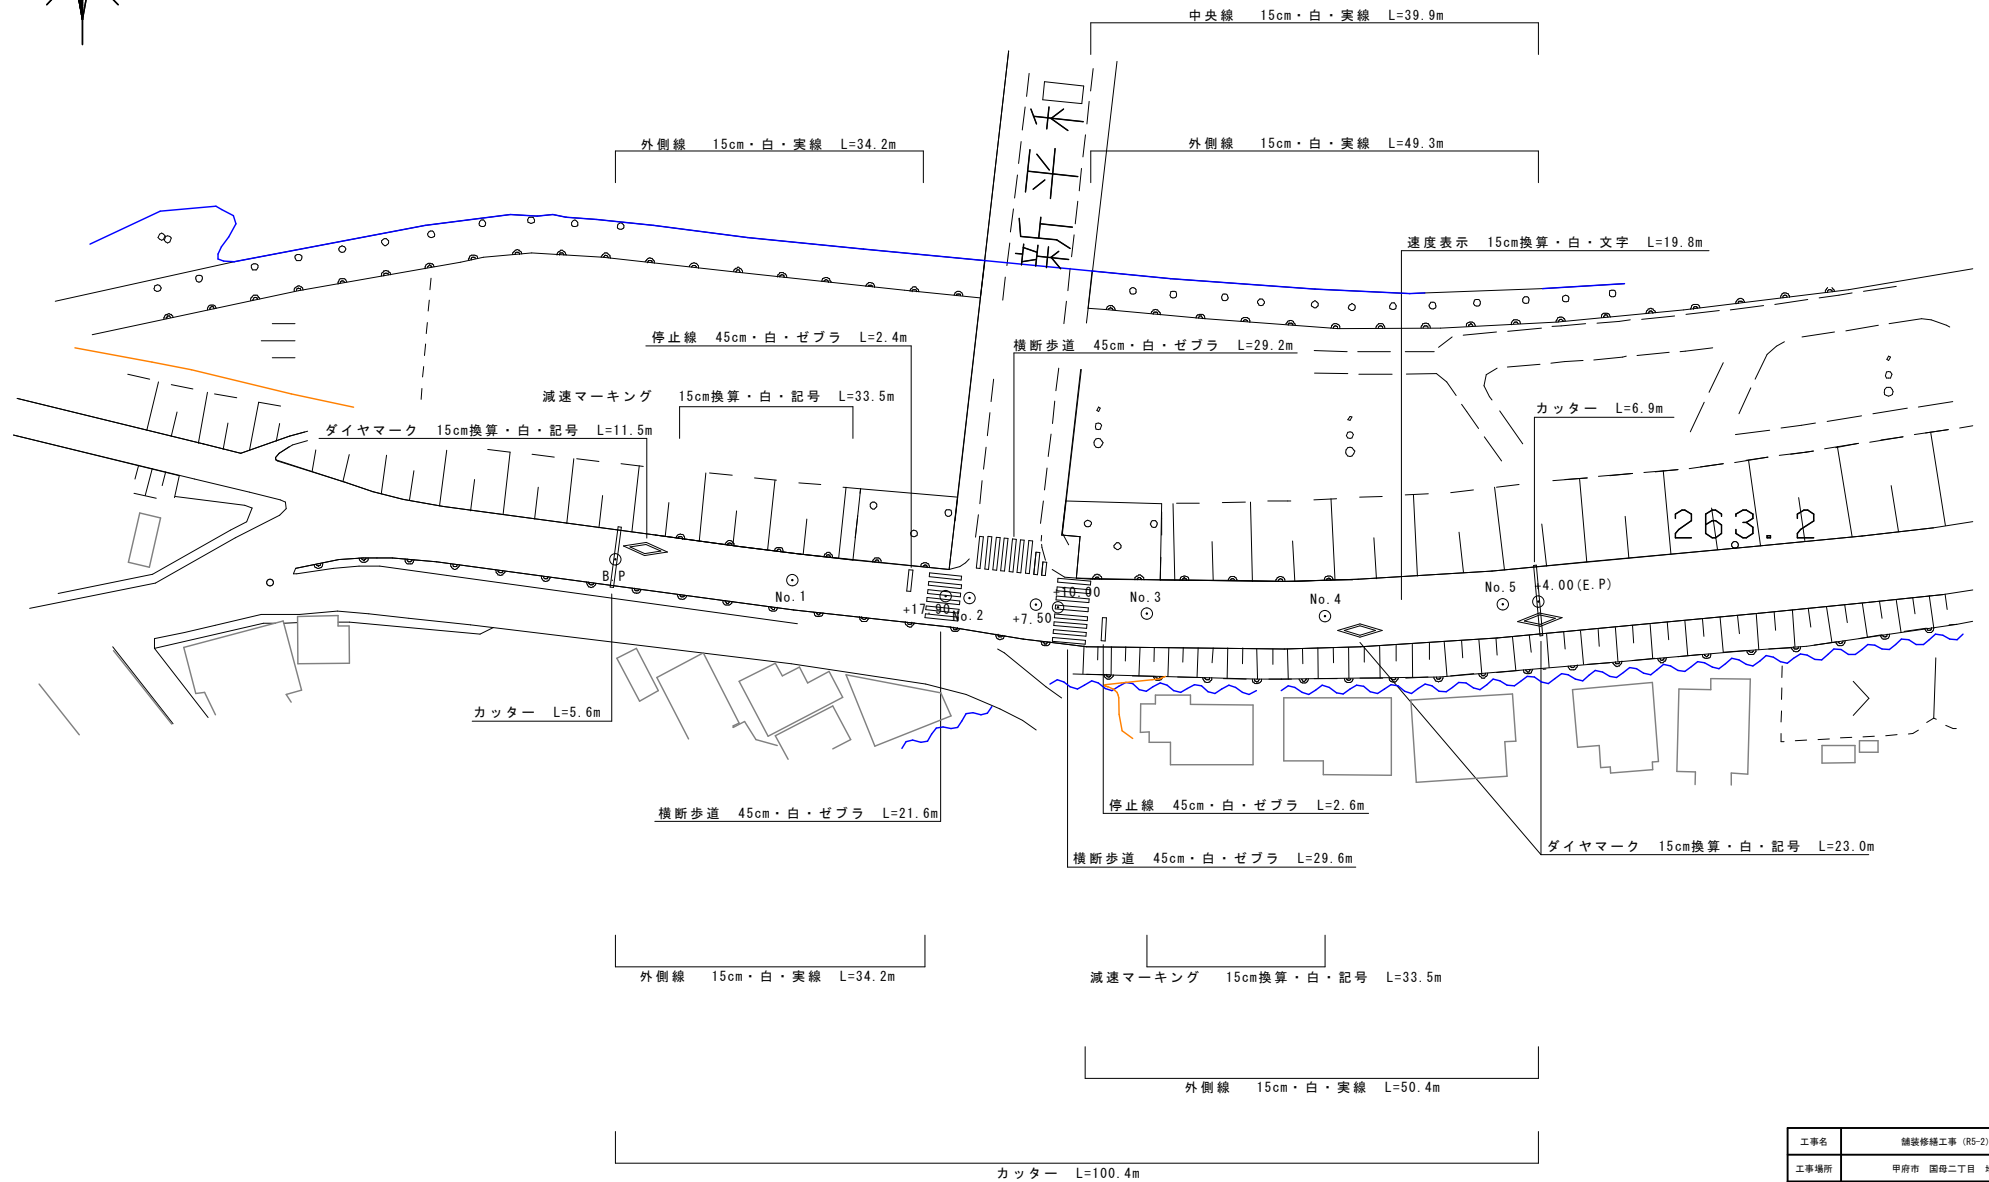 中央線　15cm・白・実線　L=39.9m
外側線　15cm・白・実線　L=34.2m
外側線　15cm・白・実線　L=49.3m
新平和
速度表示　15cm換算・白・文字　L=19.8m
停止線　45cm・白・ゼブラ　L=2.4m
横断歩道　45cm・白・ゼブラ　L=29.2m
減速マーキング　15cm換算・白・記号　L=33.5m
カッター　L=6.9m
ダイヤマーク　15cm換算・白・記号　L=11.5m
263.2
B.P
No.1
+17.90
No.2
+7.50
+10.00
No.3
No.4
No.5
+4.00(E.P)
カッター　L=5.6m
横断歩道　45cm・白・ゼブラ　L=21.6m
停止線　45cm・白・ゼブラ　L=2.6m
横断歩道　45cm・白・ゼブラ　L=29.6m
ダイヤマーク　15cm換算・白・記号　L=23.0m
外側線　15cm・白・実線　L=34.2m
減速マーキング　15cm換算・白・記号　L=33.5m
外側線　15cm・白・実線　L=50.4m
カッター　L=100.4m
工事名　舗装修繕工事（R5-2）
工事場所　甲府市　国母二丁目